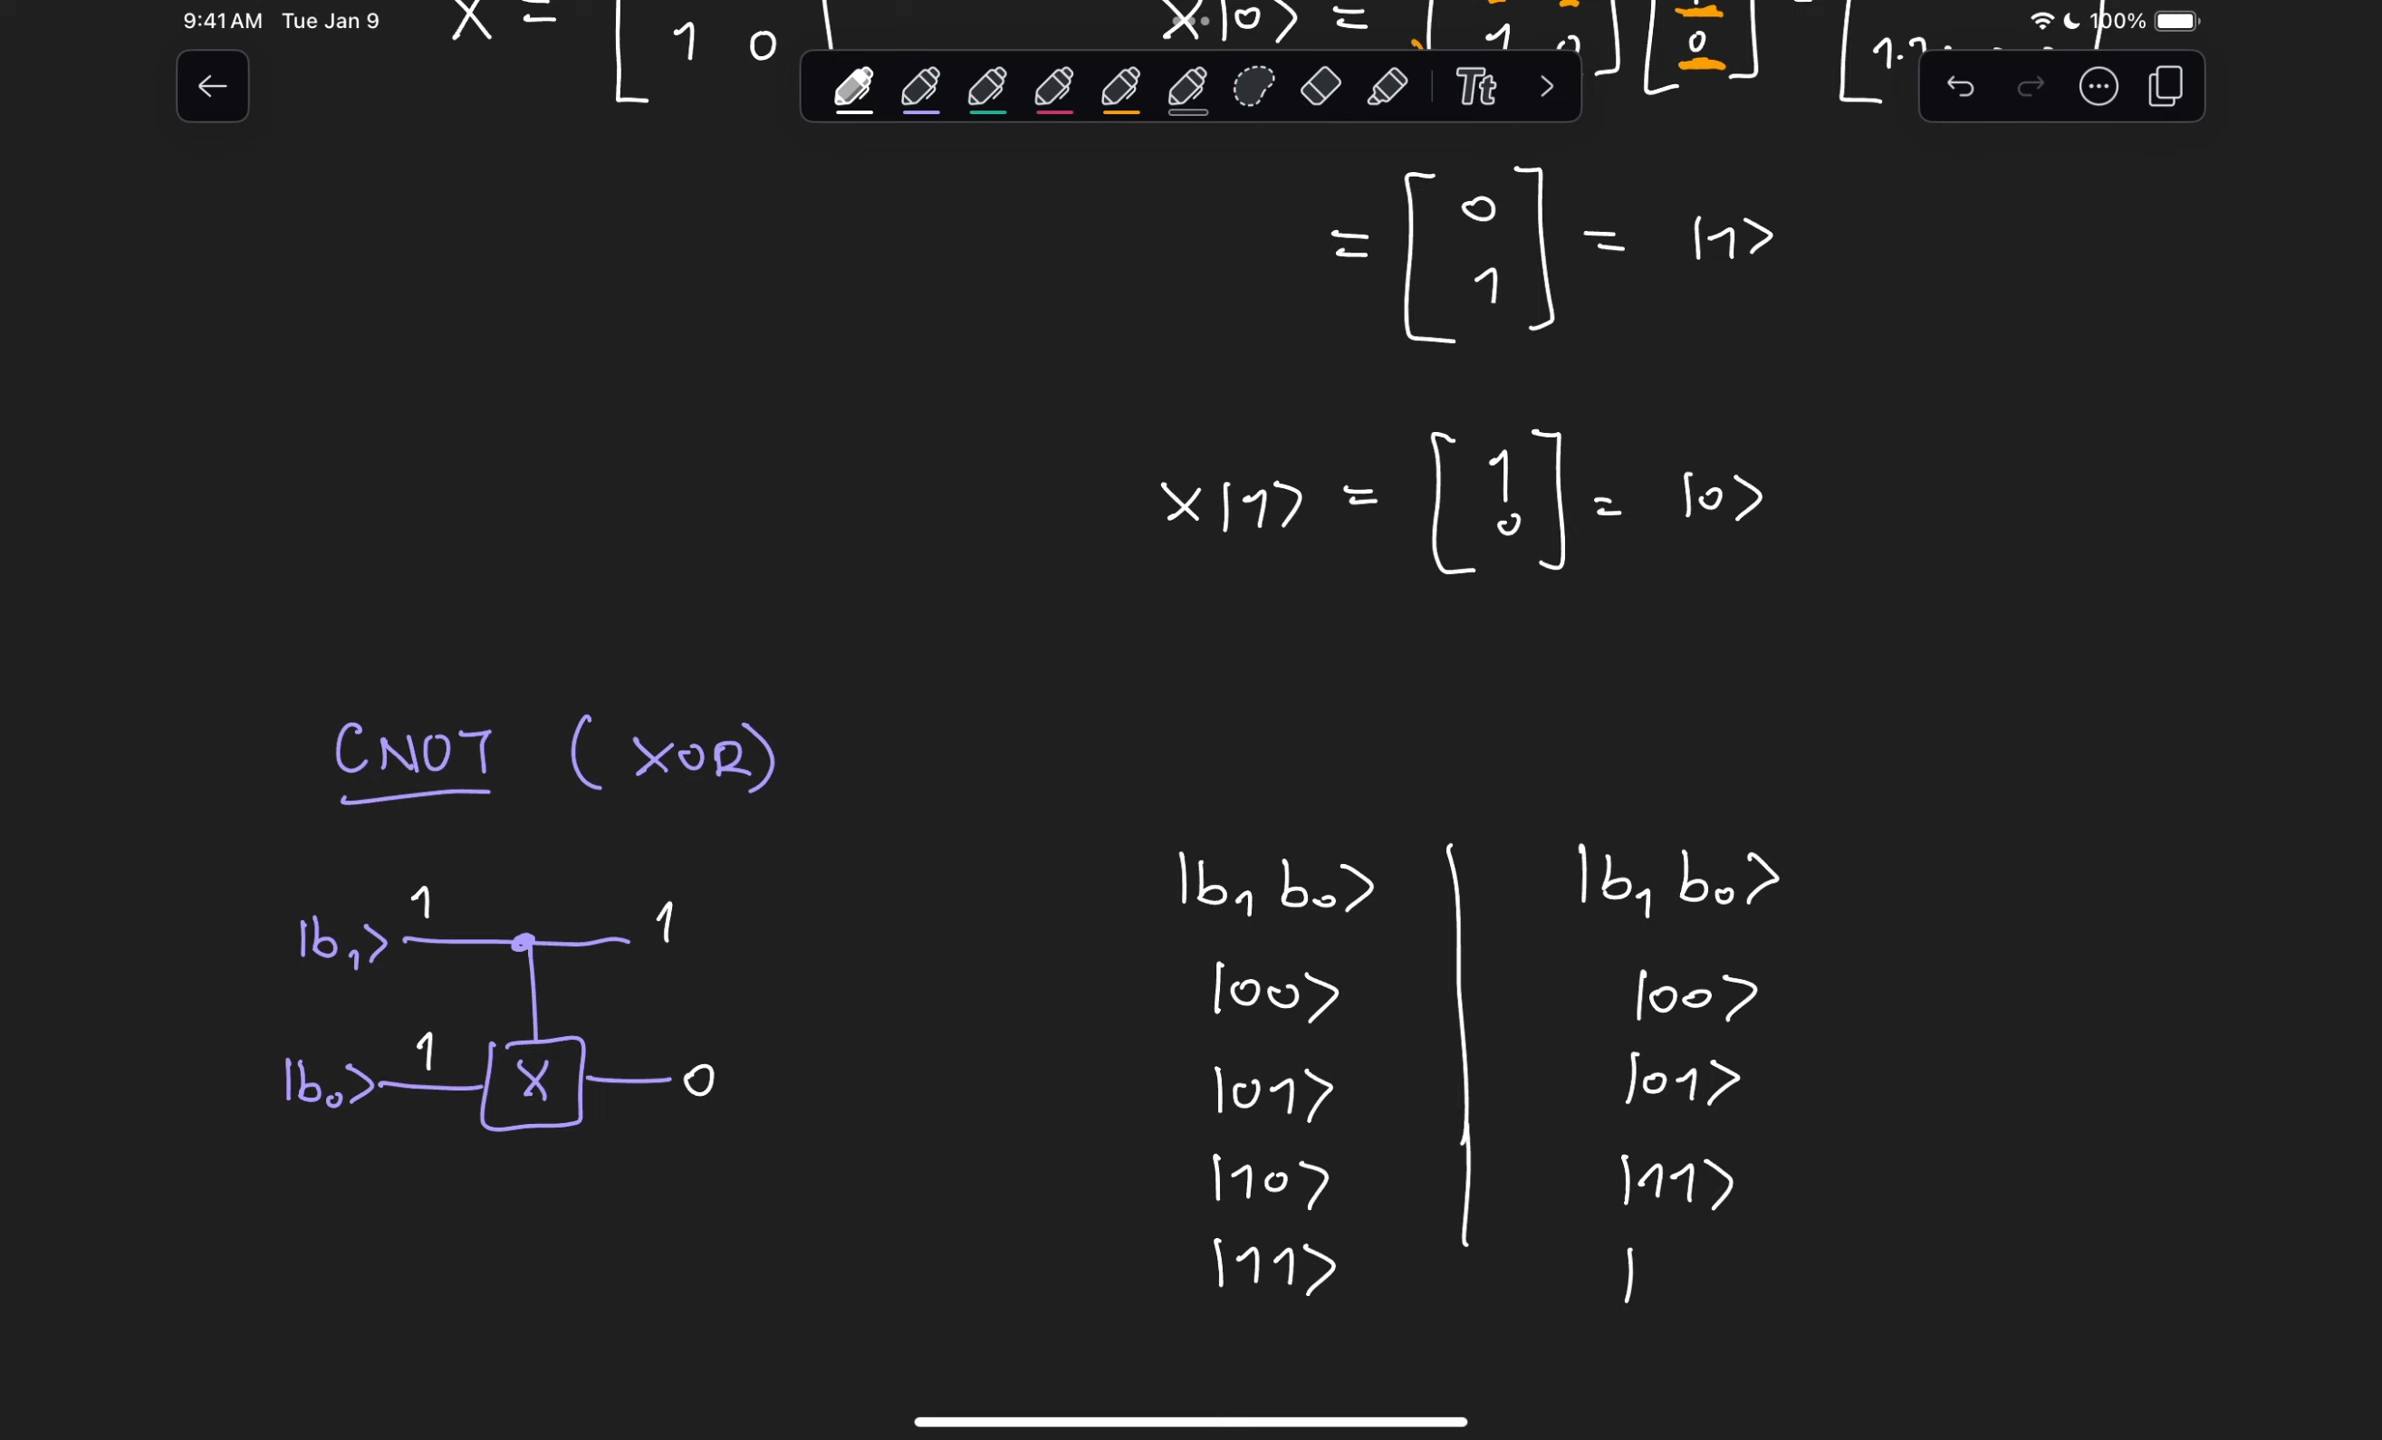 9:41 AM Tue Jan 9
100%
X = [ 1 0
X|0> = [ 1 0 ] [ 0 ]
Tt
= [ 0 1 ] = |1>
X|1> = [ 1 0 ] = |0>
CNOT (XOR)
|b₁> 1 1
|b₀> 1 X 0
|b₁ b₀> | |b₁ b₀>
|00> |00>
|01> |01>
|10> |11>
|11> |